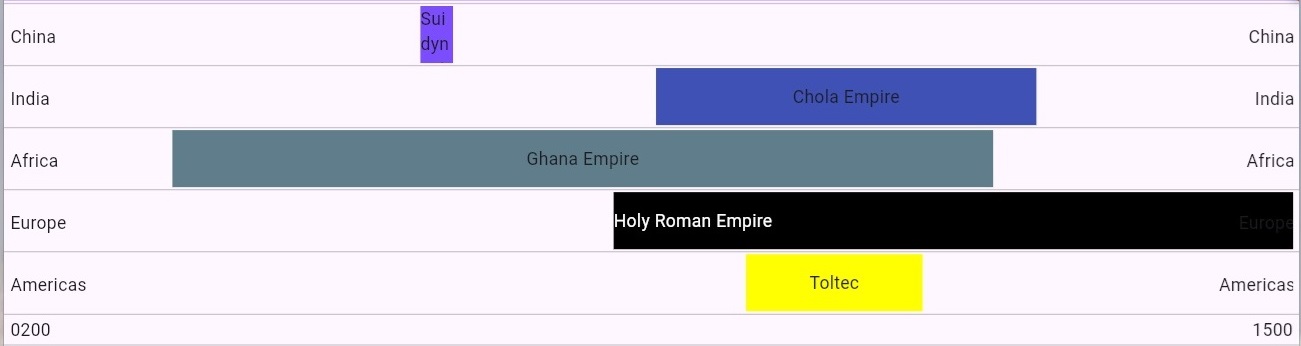 China
Sui
dyn
China
India
Chola Empire
India
Africa
Ghana Empire
Africa
Europe
Holy Roman Empire
Europe
Americas
Toltec
Americas
0200
1500